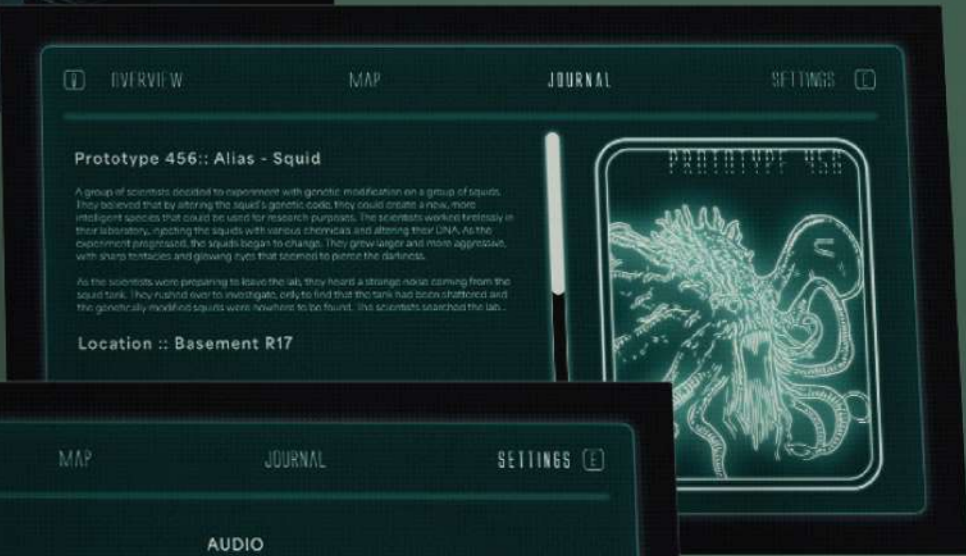 OVERVIEW
MAP
JOURNAL
SETTINGS E
Prototype 456:: Alias - Squid
A group of scientists decided to experiment with genetic modification on a group of squids.
They believed that by altering the squid's genetic code, they could create a new, more
intelligent species that could be used for research purposes. The scientists worked tirelessly in
their laboratory, injecting the squids with various chemicals and altering their DNA. As the
experiment progressed, the squids began to change. They grew larger and more aggressive,
with sharp tentacles and glowing eyes that seemed to pierce the darkness.
As the scientists were preparing to leave the lab, they heard a strange noise coming from the
squid tank. They rushed over to investigate, only to find that the tank had been shattered and
the genetically modified squids were nowhere to be found. The scientists searched the lab...
Location :: Basement R17
PROTOTYPE 456
MAP
JOURNAL
SETTINGS E
AUDIO